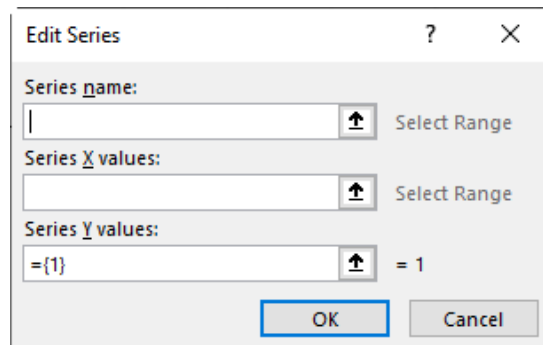 Edit Series ? ×
Series name:
Select Range
Series X values:
Select Range
Series Y values:
={1} = 1
OK Cancel